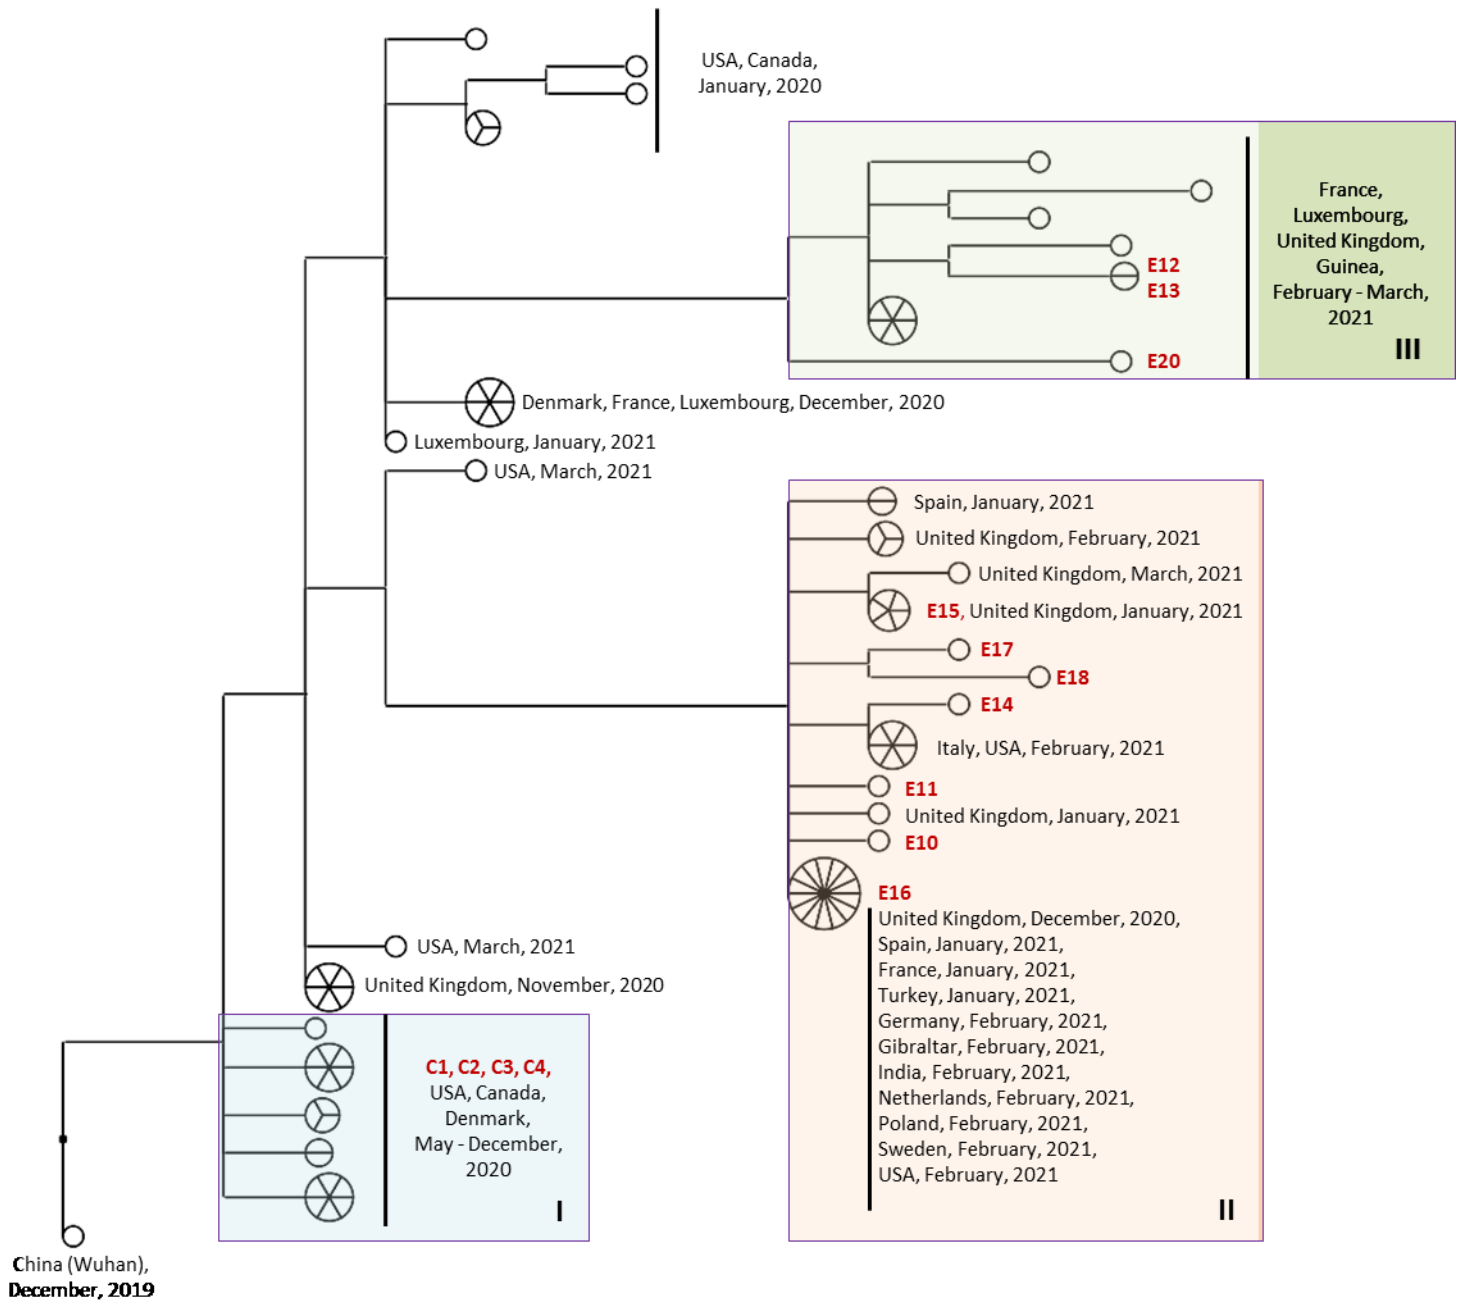 USA, Canada,
January, 2020
France,
Luxembourg,
United Kingdom,
Guinea,
February - March,
2021
III
E12
E13
E20
Denmark, France, Luxembourg, December, 2020
Luxembourg, January, 2021
USA, March, 2021
Spain, January, 2021
United Kingdom, February, 2021
United Kingdom, March, 2021
E15, United Kingdom, January, 2021
E17
E18
E14
Italy, USA, February, 2021
E11
United Kingdom, January, 2021
E10
E16
United Kingdom, December, 2020,
Spain, January, 2021,
France, January, 2021,
Turkey, January, 2021,
Germany, February, 2021,
Gibraltar, February, 2021,
India, February, 2021,
Netherlands, February, 2021,
Poland, February, 2021,
Sweden, February, 2021,
USA, February, 2021
II
USA, March, 2021
United Kingdom, November, 2020
C1, C2, C3, C4,
USA, Canada,
Denmark,
May - December,
2020
I
China (Wuhan),
December, 2019